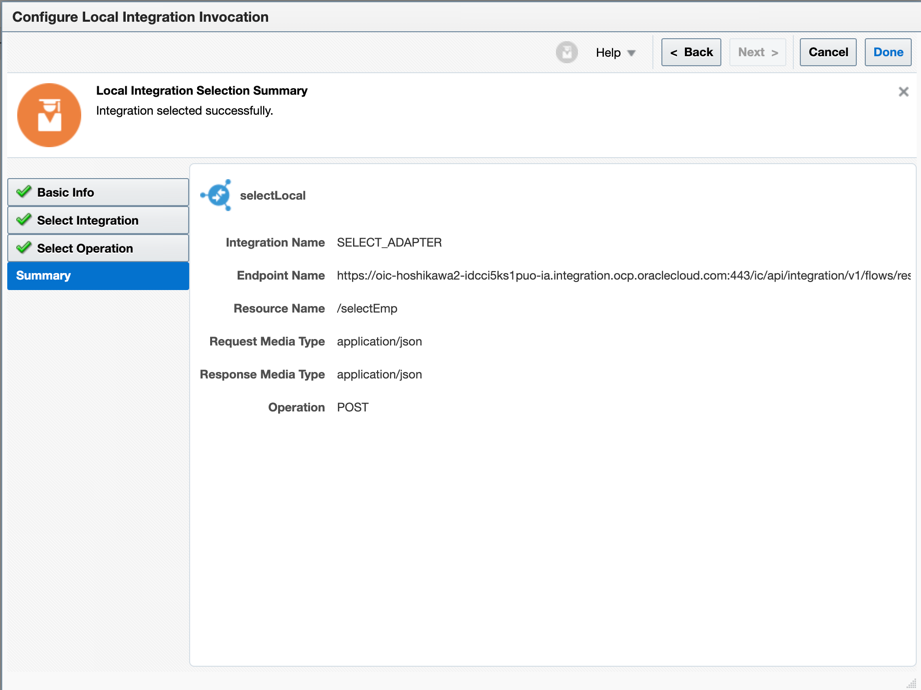 Configure Local Integration Invocation
Help
< Back
Next >
Cancel
Done
Local Integration Selection Summary
Integration selected successfully.
Basic Info
Select Integration
Select Operation
Summary
selectLocal
Integration Name SELECT_ADAPTER
Endpoint Name https://oic-hoshikawa2-idcci5ks1puo-ia.integration.ocp.oraclecloud.com:443/ic/api/integration/v1/flows/res
Resource Name /selectEmp
Request Media Type application/json
Response Media Type application/json
Operation POST